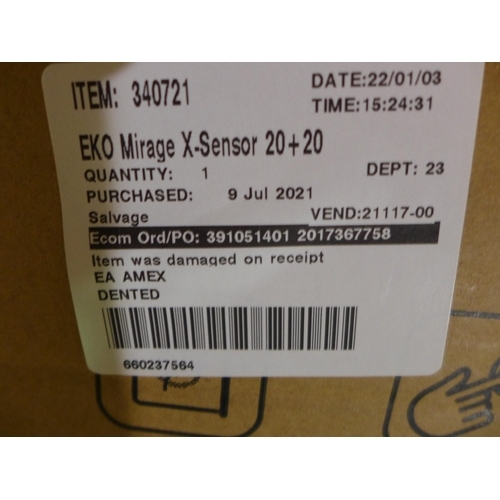 ITEM: 340721 DATE:22/01/03
TIME:15:24:31
EKO Mirage X-Sensor 20+20
QUANTITY: 1 DEPT: 23
PURCHASED: 9 Jul 2021
Salvage VEND:21117-00
Ecom Ord/PO: 391051401 2017367758
Item was damaged on receipt
EA AMEX
DENTED
660237564